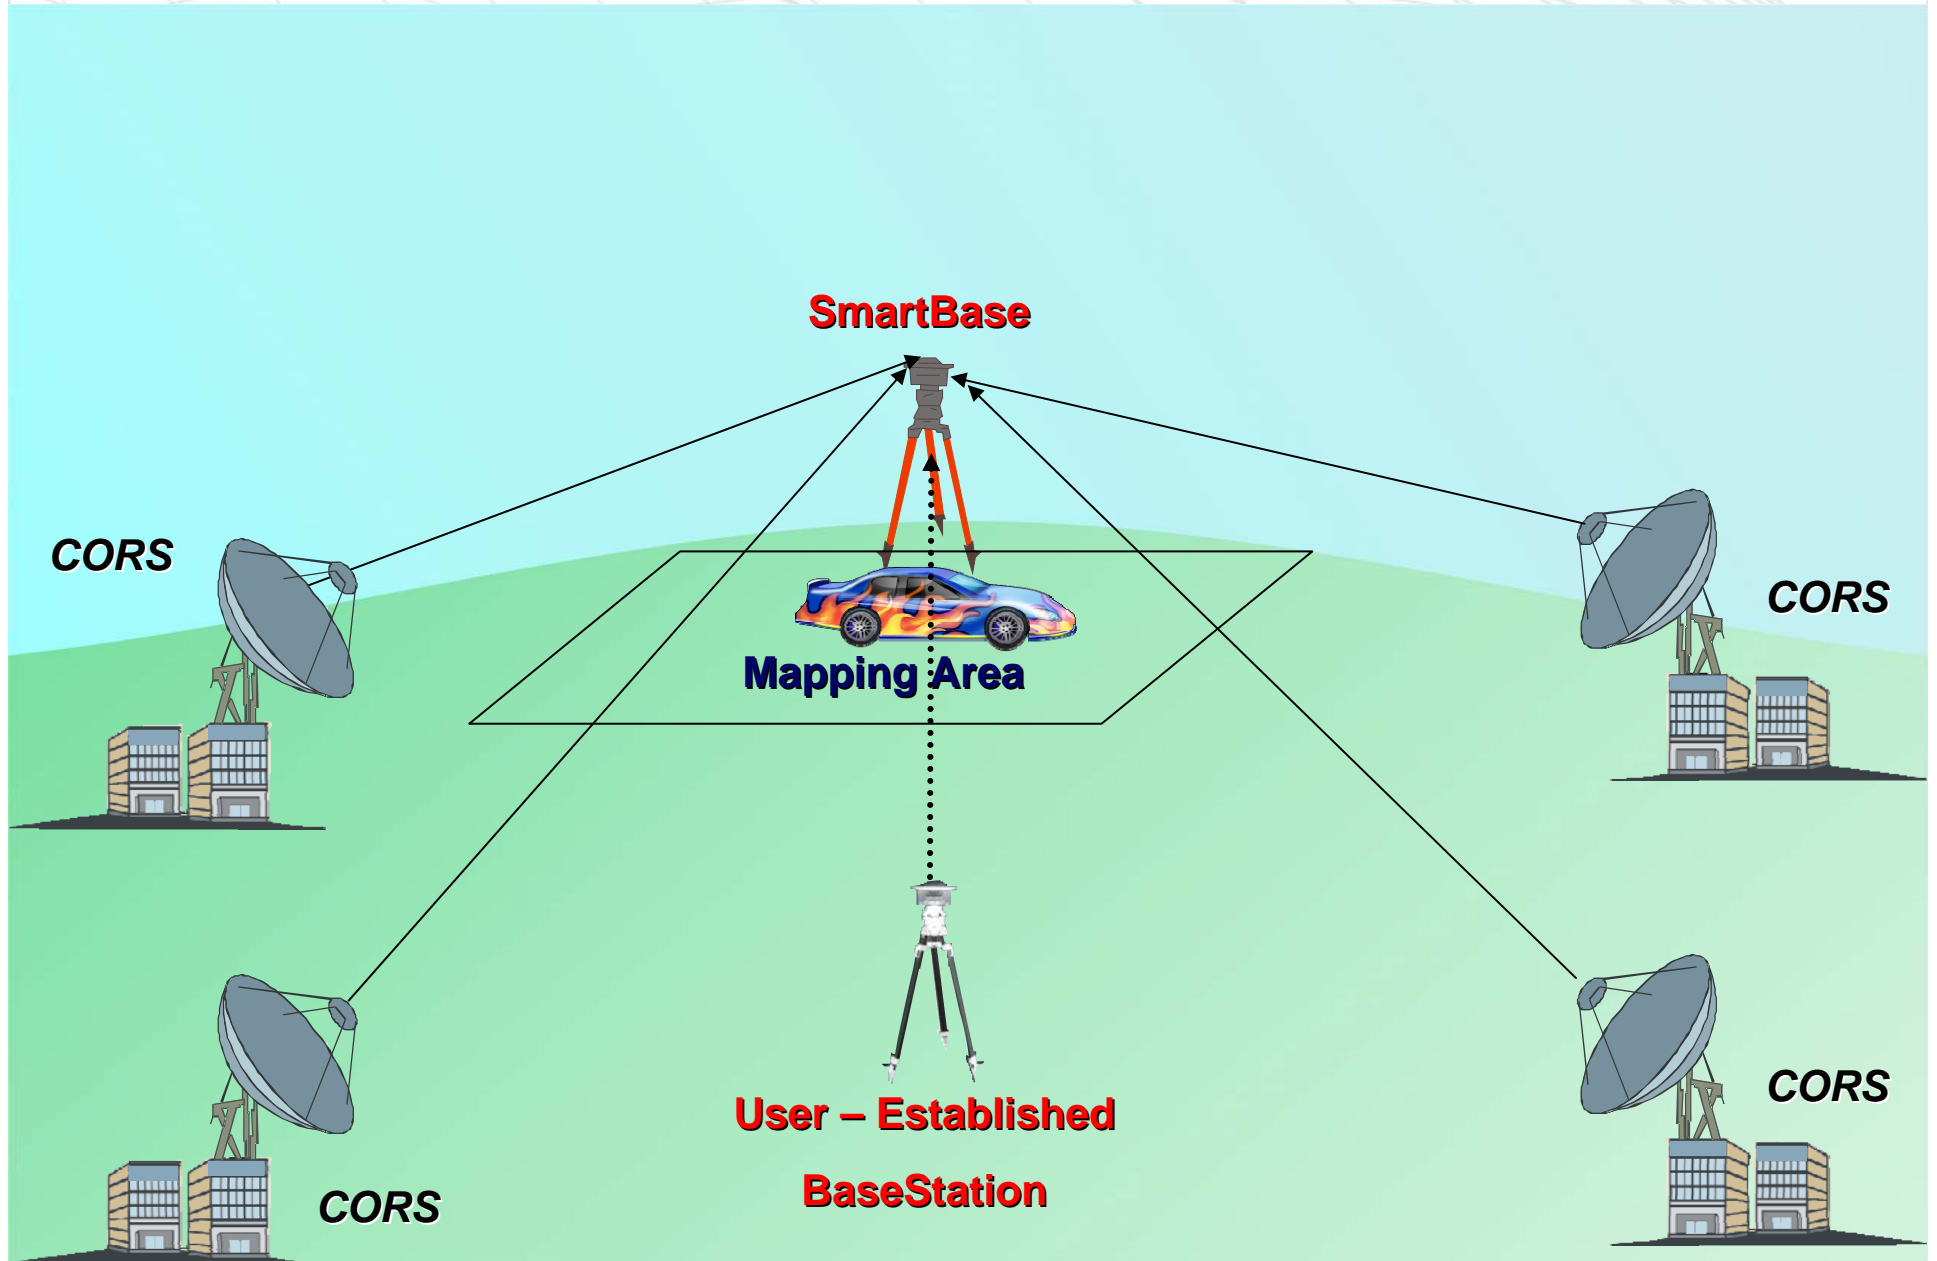 SmartBase
CORS
CORS
Mapping Area
User – Established
BaseStation
CORS
CORS